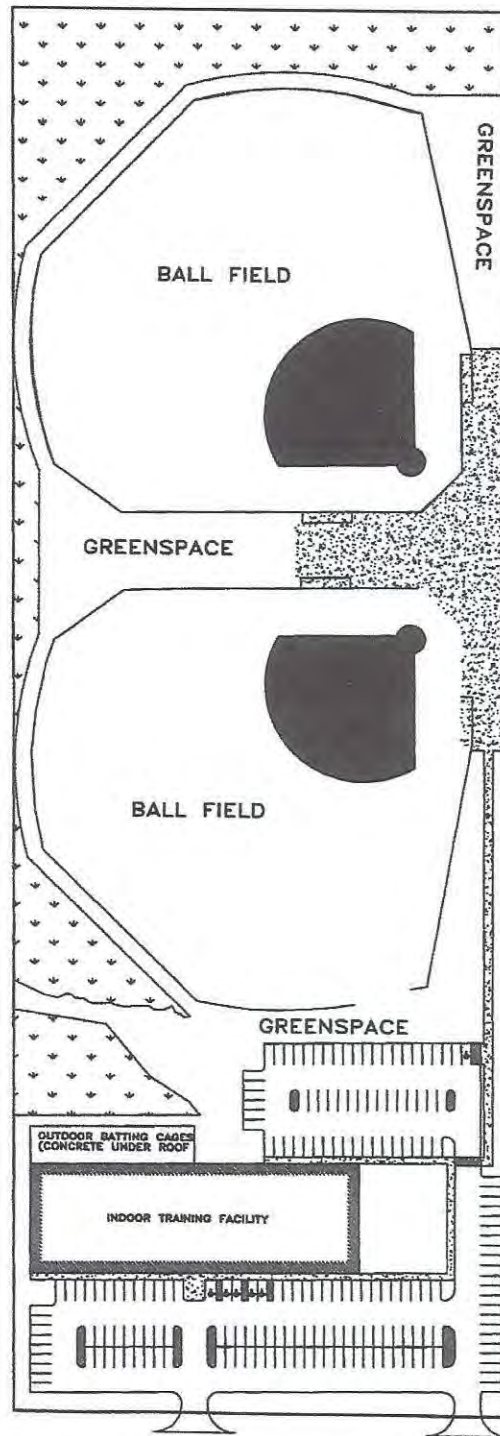 GREENSPACE
BALL FIELD
GREENSPACE
BALL FIELD
GREENSPACE
OUTDOOR BATTING CAGES
(CONCRETE UNDER ROOF
INDOOR TRAINING FACILITY